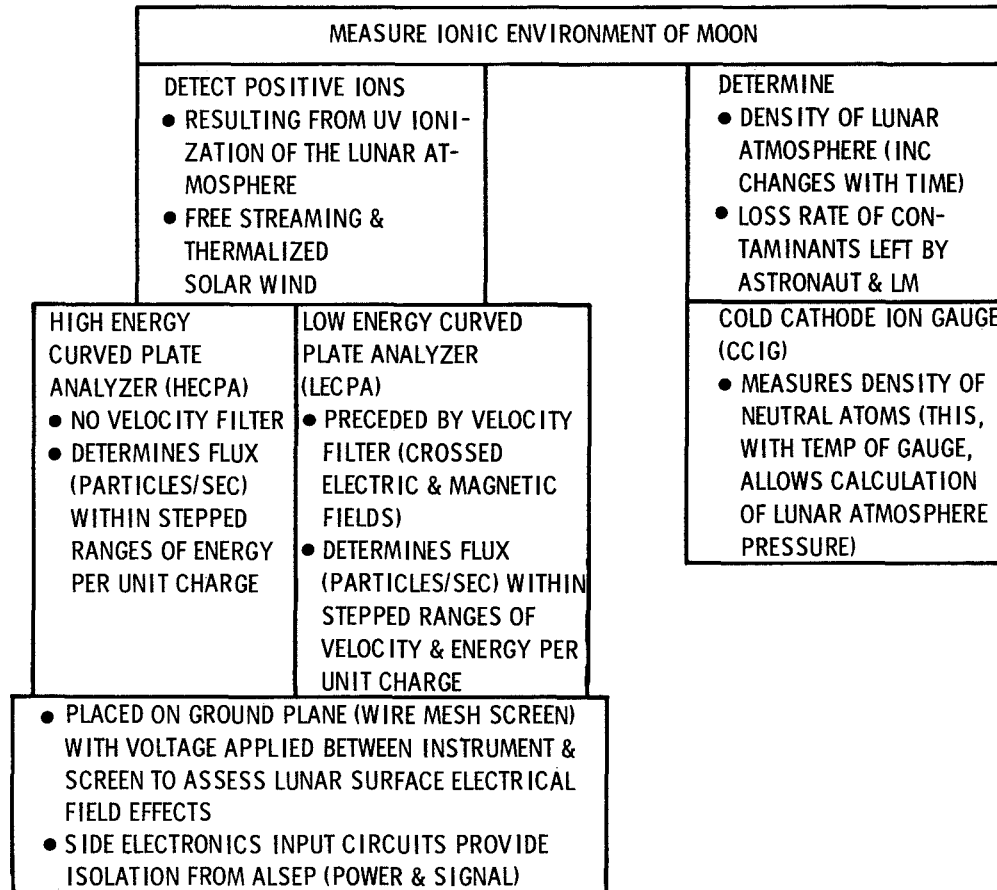 MEASURE IONIC ENVIRONMENT OF MOON
DETECT POSITIVE IONS
● RESULTING FROM UV IONI-
ZATION OF THE LUNAR AT-
MOSPHERE
● FREE STREAMING &
THERMALIZED
SOLAR WIND
DETERMINE
● DENSITY OF LUNAR
ATMOSPHERE (INC
CHANGES WITH TIME)
● LOSS RATE OF CON-
TAMINANTS LEFT BY
ASTRONAUT & LM
HIGH ENERGY
CURVED PLATE
ANALYZER (HECPA)
● NO VELOCITY FILTER
● DETERMINES FLUX
(PARTICLES/SEC)
WITHIN STEPPED
RANGES OF ENERGY
PER UNIT CHARGE
LOW ENERGY CURVED
PLATE ANALYZER
(LECPA)
● PRECEDED BY VELOCITY
FILTER (CROSSED
ELECTRIC & MAGNETIC
FIELDS)
● DETERMINES FLUX
(PARTICLES/SEC) WITHIN
STEPPED RANGES OF
VELOCITY & ENERGY PER
UNIT CHARGE
COLD CATHODE ION GAUGE
(CCIG)
● MEASURES DENSITY OF
NEUTRAL ATOMS (THIS,
WITH TEMP OF GAUGE,
ALLOWS CALCULATION
OF LUNAR ATMOSPHERE
PRESSURE)
● PLACED ON GROUND PLANE (WIRE MESH SCREEN)
WITH VOLTAGE APPLIED BETWEEN INSTRUMENT &
SCREEN TO ASSESS LUNAR SURFACE ELECTRICAL
FIELD EFFECTS
● SIDE ELECTRONICS INPUT CIRCUITS PROVIDE
ISOLATION FROM ALSEP (POWER & SIGNAL)